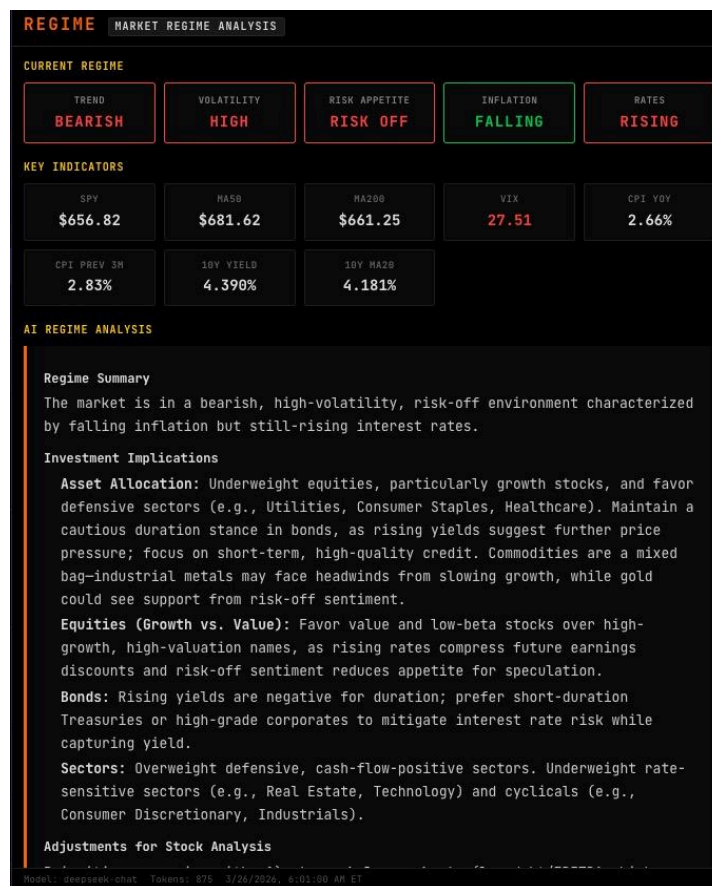 REGIME MARKET REGIME ANALYSIS
CURRENT REGIME
TREND VOLATILITY RISK APPETITE INFLATION RATES
BEARISH HIGH RISK OFF FALLING RISING
KEY INDICATORS
SPY MA50 MA200 VIX CPI YOY
$656.82 $681.62 $661.25 27.51 2.66%
CPI PREV 3M 10Y YIELD 10Y MA20
2.83% 4.390% 4.181%
AI REGIME ANALYSIS
Regime Summary
The market is in a bearish, high-volatility, risk-off environment characterized
by falling inflation but still-rising interest rates.
Investment Implications
Asset Allocation: Underweight equities, particularly growth stocks, and favor
defensive sectors (e.g., Utilities, Consumer Staples, Healthcare). Maintain a
cautious duration stance in bonds, as rising yields suggest further price
pressure; focus on short-term, high-quality credit. Commodities are a mixed
bag—industrial metals may face headwinds from slowing growth, while gold
could see support from risk-off sentiment.
Equities (Growth vs. Value): Favor value and low-beta stocks over high-
growth, high-valuation names, as rising rates compress future earnings
discounts and risk-off sentiment reduces appetite for speculation.
Bonds: Rising yields are negative for duration; prefer short-duration
Treasuries or high-grade corporates to mitigate interest rate risk while
capturing yield.
Sectors: Overweight defensive, cash-flow-positive sectors. Underweight rate-
sensitive sectors (e.g., Real Estate, Technology) and cyclicals (e.g.,
Consumer Discretionary, Industrials).
Adjustments for Stock Analysis
Model: deepseek-chat Tokens: 875 3/26/2026, 6:01:00 AM ET